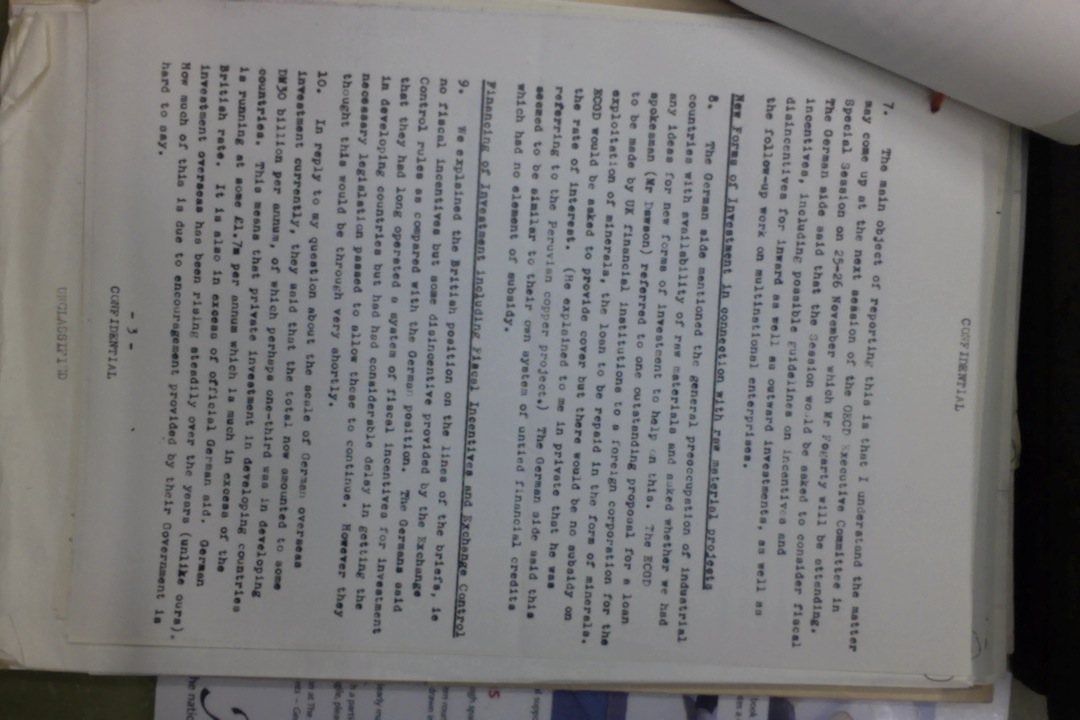 CONFIDENTIAL
7. The main object of reporting this is that I understand the matter
may come up at the next session of the OECD Executive Committee in
Special Session on 25-26 November which Mr Fogarty will be attending.
The German side said that the Session would be asked to consider fiscal
incentives, including possible guidelines on incentives and
disincentives for inward as well as outward investments, as well as
the follow-up work on multinational enterprises.
New Forms of Investment in connection with raw material projects
8. The German side mentioned the general preoccupation of industrial
countries with availability of raw materials and asked whether we had
any ideas for new forms of investment to help on this. The ECGD
spokesman (Mr Dawson) referred to one outstanding proposal for a loan
to be made by UK financial institutions to a foreign corporation for the
exploitation of minerals, the loan to be repaid in the form of minerals.
ECGD would be asked to provide cover but there would be no subsidy on
the rate of interest. (He explained to me in private that he was
referring to the Peruvian copper project.) The German side said this
seemed to be similar to their own system of untied financial credits
which had no element of subsidy.
Financing of Investment including Fiscal Incentives and Exchange Control
9. We explained the British position on the lines of the briefs, ie
no fiscal incentives but some disincentive provided by the Exchange
Control rules as compared with the German position. The Germans said
that they had long operated a system of fiscal incentives for investment
in developing countries but had had considerable delay in getting the
necessary legislation passed to allow these to continue. However they
thought this would be through very shortly.
10. In reply to my question about the scale of German overseas
investment currently, they said that the total now amounted to some
DM30 billion per annum, of which perhaps one-third was in developing
countries. This means that private investment in developing countries
is running at some £1.7m per annum which is much in excess of the
British rate. It is also in excess of official German aid. German
investment overseas has been rising steadily over the years (unlike ours).
How much of this is due to encouragement provided by their Government is
hard to say.
- 3 -
CONFIDENTIAL
UNCLASSIFIED